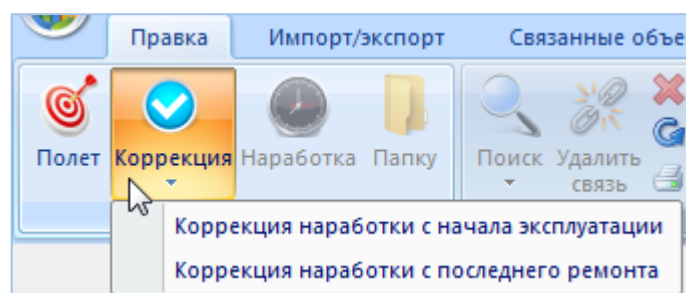 Правка Импорт/экспорт Связанные объе
Полет Коррекция Наработка Папку Поиск Удалить связь
Коррекция наработки с начала эксплуатации
Коррекция наработки с последнего ремонта